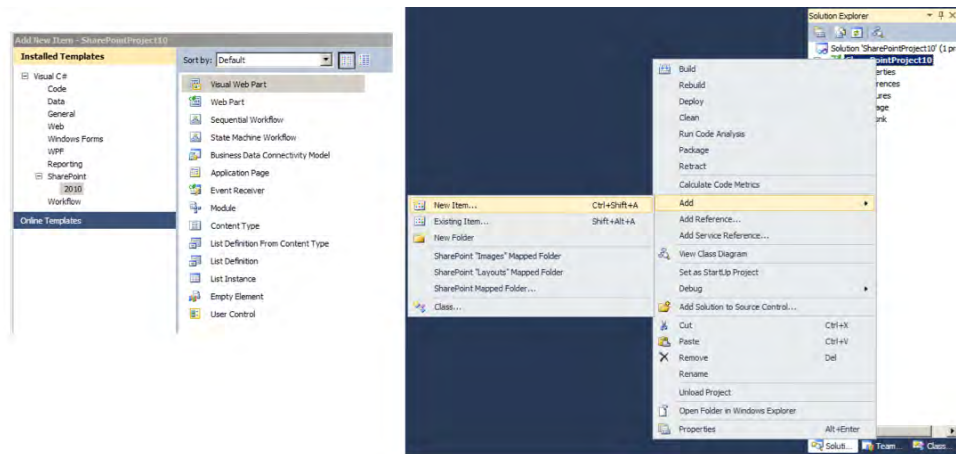 Add New Item - SharePointProject10
Installed Templates
Visual C#
Code
Data
General
Web
Windows Forms
WPF
Reporting
SharePoint
2010
Workflow
Online Templates
Sort by: Default
Visual Web Part
Web Part
Sequential Workflow
State Machine Workflow
Business Data Connectivity Model
Application Page
Event Receiver
Module
Content Type
List Definition From Content Type
List Definition
List Instance
Empty Element
User Control
New Item... Ctrl+Shift+A
Existing Item... Shift+Alt+A
New Folder
SharePoint "Images" Mapped Folder
SharePoint "Layouts" Mapped Folder
SharePoint Mapped Folder...
Class...
Build
Rebuild
Deploy
Clean
Run Code Analysis
Package
Retract
Calculate Code Metrics
Add
Add Reference...
Add Service Reference...
View Class Diagram
Set as StartUp Project
Debug
Add Solution to Source Control...
Cut Ctrl+X
Paste Ctrl+V
Remove Del
Rename
Unload Project
Open Folder in Windows Explorer
Properties Alt+Enter
Solution Explorer
Solution 'SharePointProject10' (1 pr
PointProject10
erties
rences
ures
age
Soluti... Team... Class...